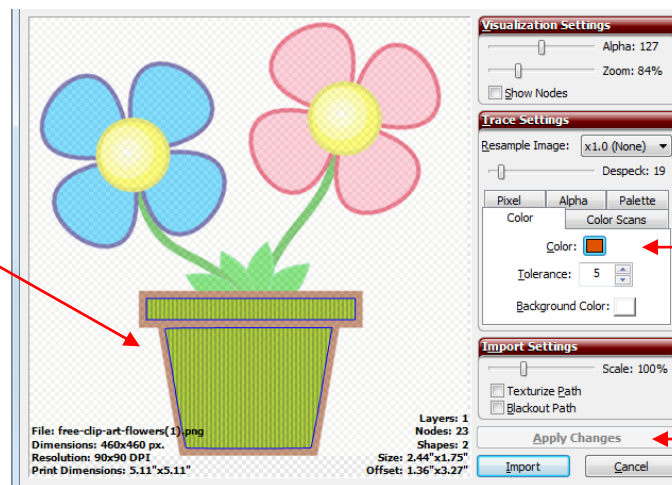 Visualization Settings
Alpha: 127
Zoom: 84%
Show Nodes
Trace Settings
Resample Image: x1.0 (None)
Despeck: 19
Pixel Alpha Palette
Color Color Scans
Color:
Tolerance: 5
Background Color:
Import Settings
Scale: 100%
Texturize Path
Blackout Path
Apply Changes
Import Cancel
File: free-clip-art-flowers(1).png
Dimensions: 460x460 px.
Resolution: 90x90 DPI
Print Dimensions: 5.11"x5.11"
Layers: 1
Nodes: 23
Shapes: 2
Size: 2.44"x1.75"
Offset: 1.36"x3.27"